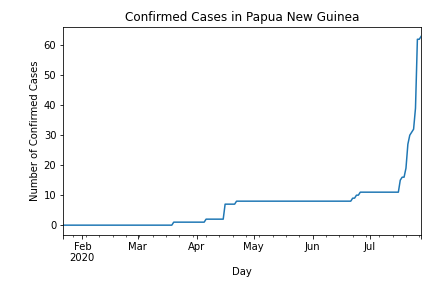 Confirmed Cases in Papua New Guinea
Number of Confirmed Cases
60
50
40
30
20
10
0
Feb Mar Apr May Jun Jul
2020
Day